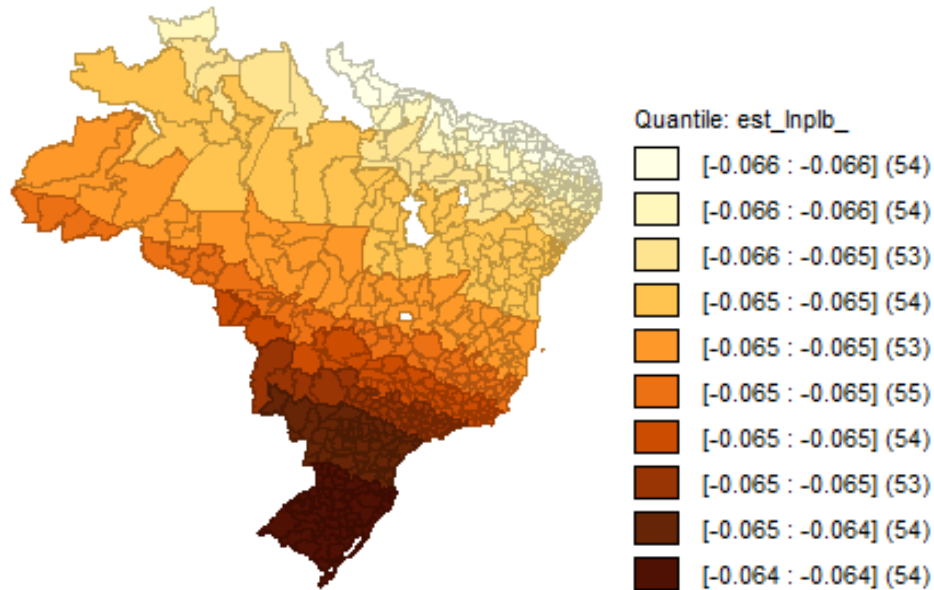 Quantile: est_lnplb_
[-0.066 : -0.066] (54)
[-0.066 : -0.066] (54)
[-0.066 : -0.065] (53)
[-0.065 : -0.065] (54)
[-0.065 : -0.065] (53)
[-0.065 : -0.065] (55)
[-0.065 : -0.065] (54)
[-0.065 : -0.065] (53)
[-0.065 : -0.064] (54)
[-0.064 : -0.064] (54)